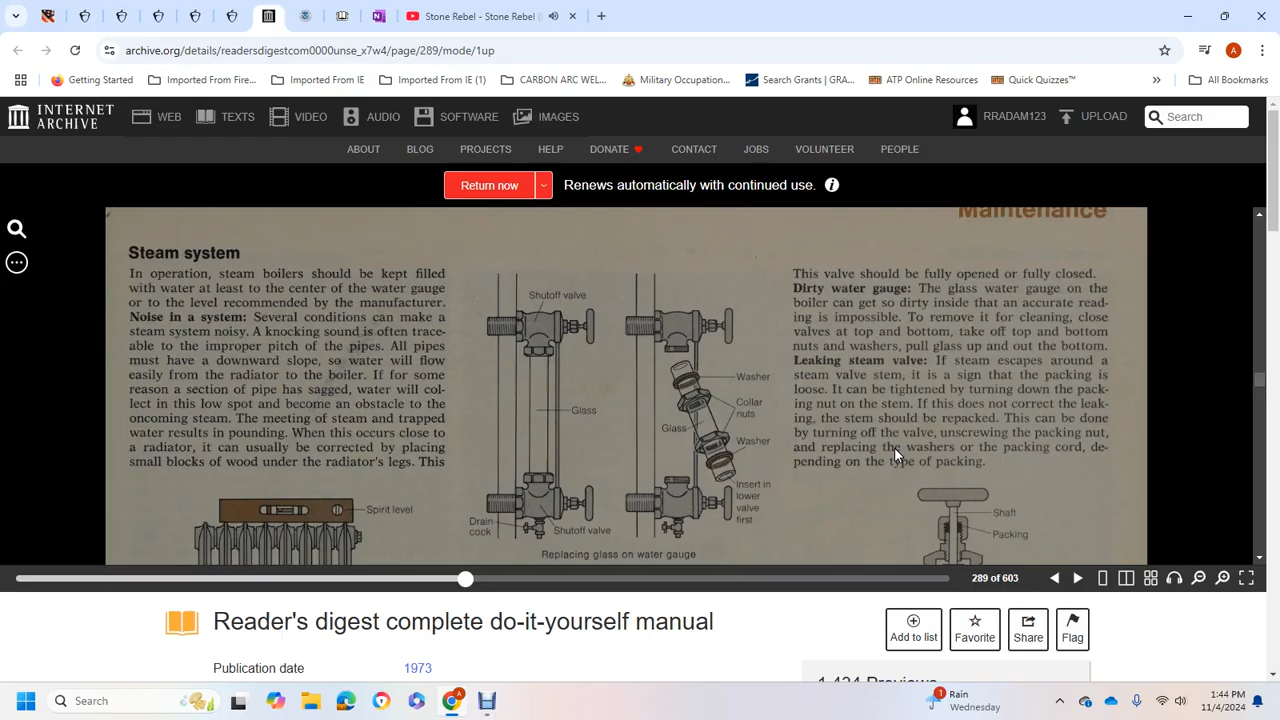 Stone Rebel - Stone Rebel (
archive.org/details/readersdigestcom0000unse_x7w4/page/289/mode/1up
A
Getting Started
Imported From Fire...
Imported From IE
Imported From IE (1)
CARBON ARC WEL...
Military Occupation...
Search Grants | GRA...
ATP Online Resources
Quick Quizzes™
»
All Bookmarks
INTERNET
ARCHIVE
WEB
TEXTS
VIDEO
AUDIO
SOFTWARE
IMAGES
RRADAM123
UPLOAD
Search
ABOUT
BLOG
PROJECTS
HELP
DONATE
CONTACT
JOBS
VOLUNTEER
PEOPLE
Return now
Renews automatically with continued use.
Maintenance
Steam system
In operation, steam boilers should be kept filled
with water at least to the center of the water gauge
or to the level recommended by the manufacturer.
Noise in a system: Several conditions can make a
steam system noisy. A knocking sound is often trace-
able to the improper pitch of the pipes. All pipes
must have a downward slope, so water will flow
easily from the radiator to the boiler. If for some
reason a section of pipe has sagged, water will col-
lect in this low spot and become an obstacle to the
oncoming steam. The meeting of steam and trapped
water results in pounding. When this occurs close to
a radiator, it can usually be corrected by placing
small blocks of wood under the radiator's legs. This
Spirit level
Shutoff valve
Glass
Drain
cock
Shutoff valve
Washer
Collar
nuts
Glass
Washer
Insert in
lower
valve
first
Replacing glass on water gauge
This valve should be fully opened or fully closed.
Dirty water gauge: The glass water gauge on the
boiler can get so dirty inside that an accurate read-
ing is impossible. To remove it for cleaning, close
valves at top and bottom, take off top and bottom
nuts and washers, pull glass up and out the bottom.
Leaking steam valve: If steam escapes around a
steam valve stem, it is a sign that the packing is
loose. It can be tightened by turning down the pack-
ing nut on the stem. If this does not correct the leak-
ing, the stem should be repacked. This can be done
by turning off the valve, unscrewing the packing nut,
and replacing the washers or the packing cord, de-
pending on the type of packing.
Shaft
Packing
289 of 603
Reader's digest complete do-it-yourself manual
Publication date
1973
Add to list
Favorite
Share
Flag
1,434 Previews
Search
1
Rain
Wednesday
1:44 PM
11/4/2024